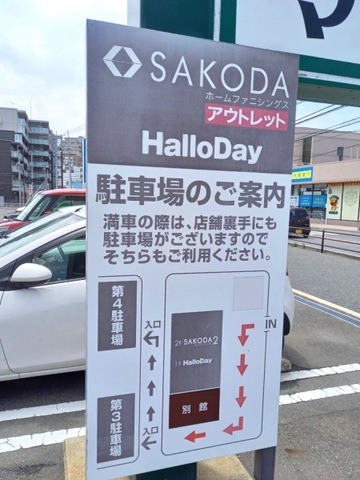 SAKODA
ホームファニシングス
アウトレット
HalloDay
駐車場のご案内
満車の際は、店舗裏手にも
駐車場がございますので
そちらもご利用ください。
第4駐車場
入口
2F SAKODA2
1F HalloDay
別館
IN
第3駐車場
入口